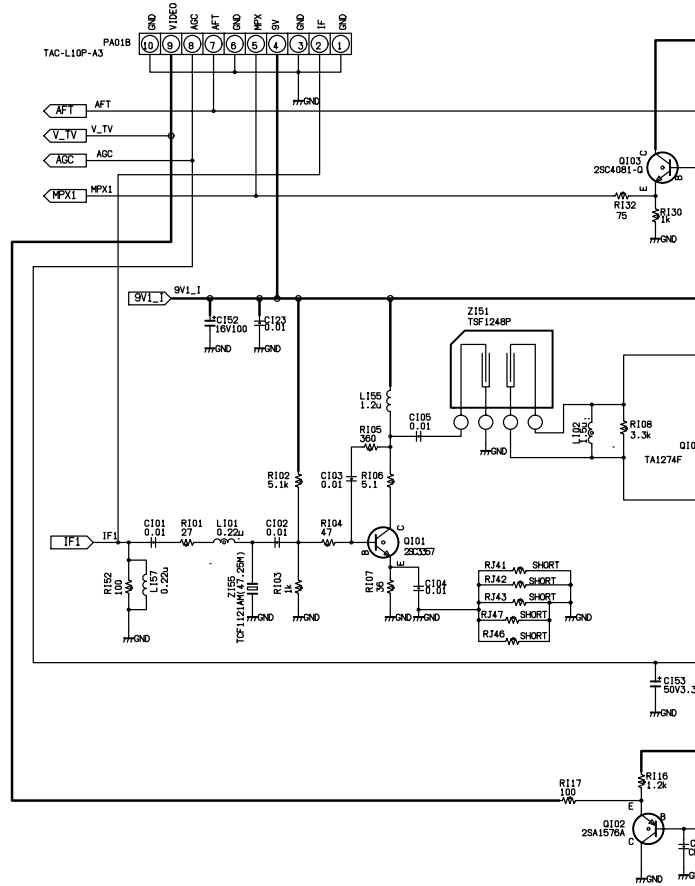 GND VIDEO AGC AFT GND MPX 9V GND IF GND
PA01B
10 9 8 7 6 5 4 3 2 1
TAC-L10P-A3
GND
AFT AFT
V_TV V_TV
AGC AGC
MPX1 MPX1
QI03
2SC4081-Q
C
B
E
RI32
75
RI30
1k
GND
9V1_I 9V1_I
CI52
16V100
GND
CI23
0.01
GND
ZI51
TSF1248P
GND
LI55
1.2u
CI05
0.01
RI05
360
LI02
1.5u
RI08
3.3k
TA1274F
RI02
5.1k
CI03
0.01
RI06
5.1
IF1 IF1
CI01
0.01
RI01
27
LI01
0.22u
CI02
0.01
RI04
47
C
B
E
QI01
2SC3357
RI52
100
LI57
0.22u
GND
ZI55
TCF1121AM(47.25M)
GND
RI03
1k
GND
RI07
36
GND
CI04
0.01
GND
RJ41 SHORT
RJ42 SHORT
RJ43 SHORT
RJ47 SHORT
RJ46 SHORT
GND
CI53
50V3.3
GND
RI17
100
RI16
1.2k
E
B
C
QI02
2SA1576A
GND